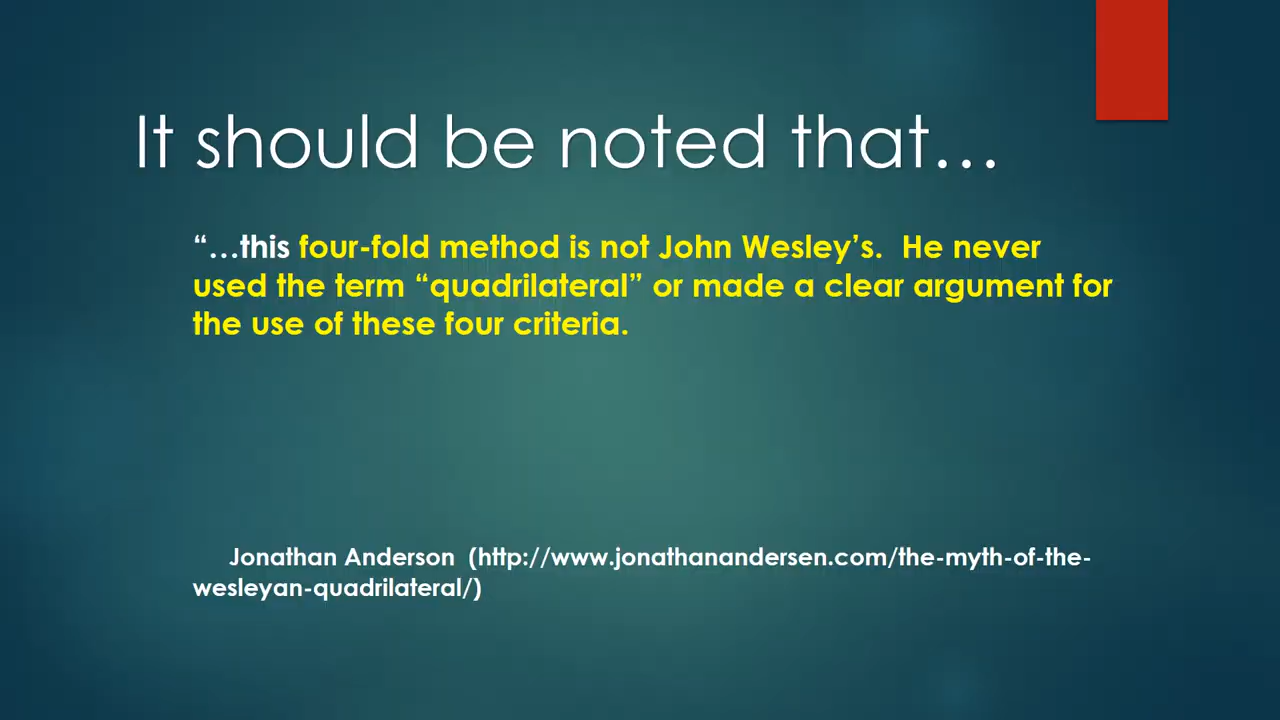 It should be noted that…
“…this four-fold method is not John Wesley’s.  He never
used the term “quadrilateral” or made a clear argument for
the use of these four criteria.
Jonathan Anderson  (http://www.jonathanandersen.com/the-myth-of-the-
wesleyan-quadrilateral/)